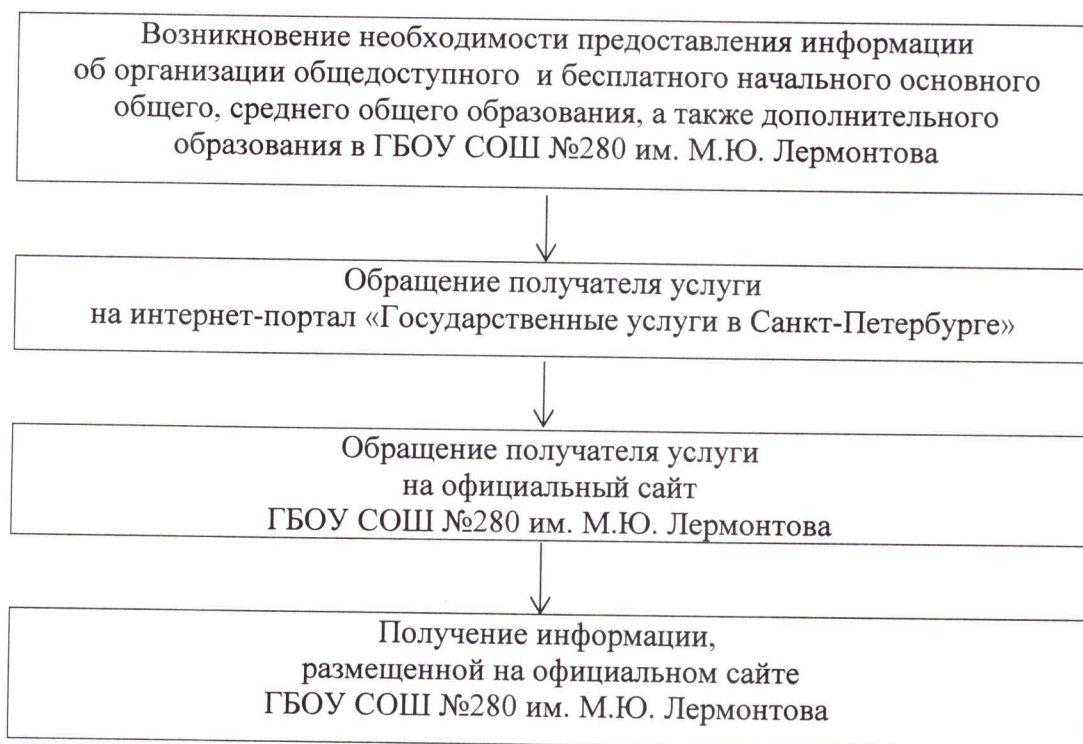 Возникновение необходимости предоставления информации
об организации общедоступного и бесплатного начального основного
общего, среднего общего образования, а также дополнительного
образования в ГБОУ СОШ №280 им. М.Ю. Лермонтова
Обращение получателя услуги
на интернет-портал «Государственные услуги в Санкт-Петербурге»
Обращение получателя услуги
на официальный сайт
ГБОУ СОШ №280 им. М.Ю. Лермонтова
Получение информации,
размещенной на официальном сайте
ГБОУ СОШ №280 им. М.Ю. Лермонтова